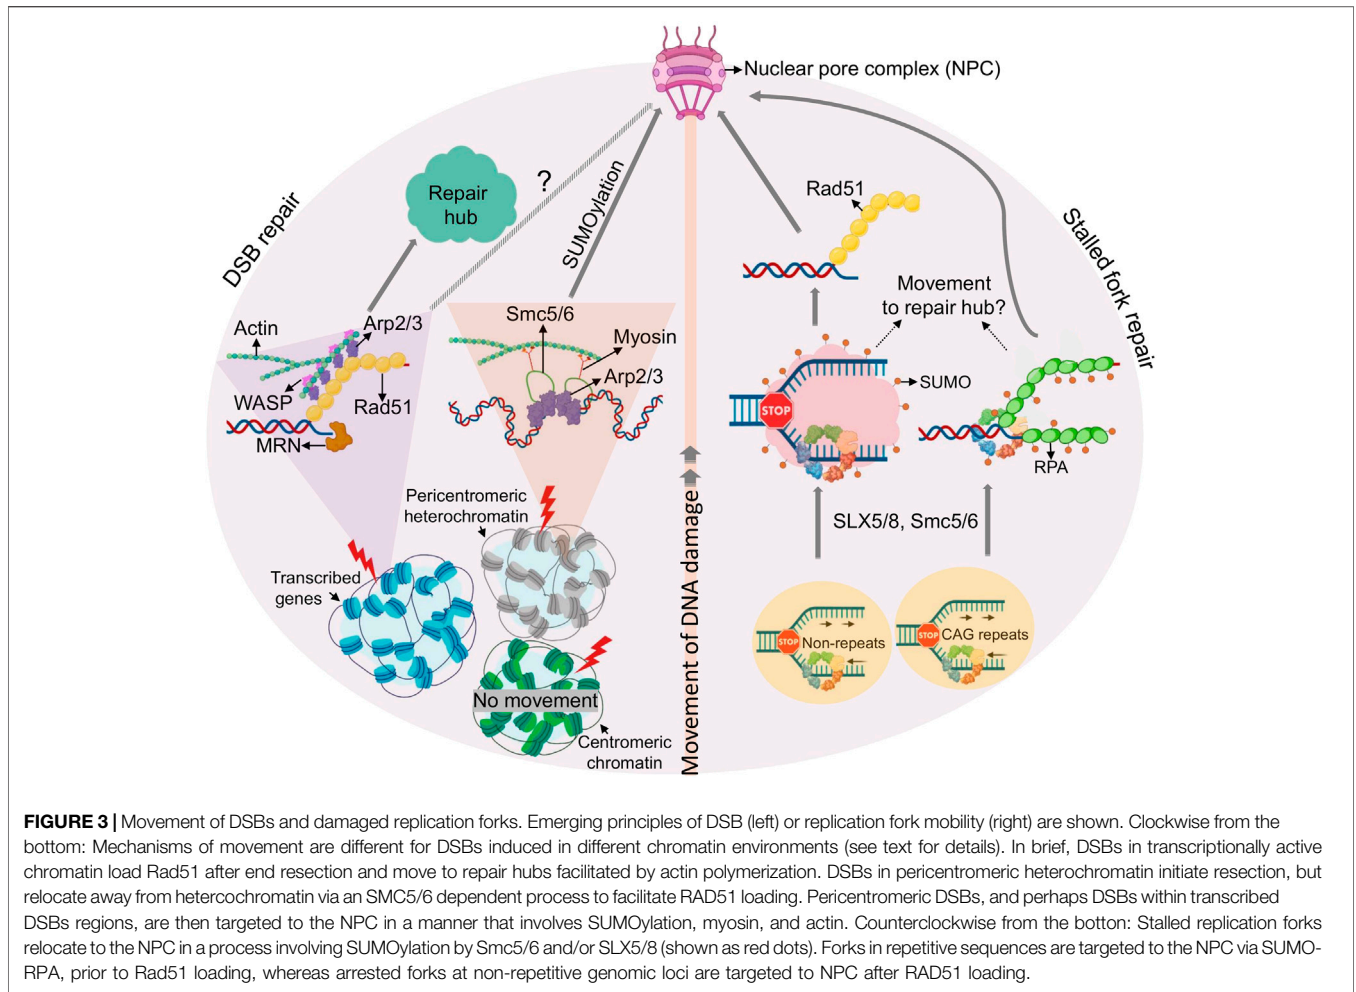 Nuclear pore complex (NPC)
DSB repair
Repair
hub
?
SUMOylation
Rad51
Stalled fork repair
Movement
to repair hub?
Actin
Arp2/3
WASP
Rad51
MRN
Smc5/6
Myosin
Arp2/3
STOP
SUMO
RPA
Pericentromeric
heterochromatin
Movement of DNA damage
SLX5/8, Smc5/6
Transcribed
genes
No movement
Centromeric
chromatin
STOP
Non-repeats
STOP
CAG repeats
FIGURE 3 | Movement of DSBs and damaged replication forks. Emerging principles of DSB (left) or replication fork mobility (right) are shown. Clockwise from the
bottom: Mechanisms of movement are different for DSBs induced in different chromatin environments (see text for details). In brief, DSBs in transcriptionally active
chromatin load Rad51 after end resection and move to repair hubs facilitated by actin polymerization. DSBs in pericentromeric heterochromatin initiate resection, but
relocate away from hetercochromatin via an SMC5/6 dependent process to facilitate RAD51 loading. Pericentromeric DSBs, and perhaps DSBs within transcribed
DSBs regions, are then targeted to the NPC in a manner that involves SUMOylation, myosin, and actin. Counterclockwise from the botton: Stalled replication forks
relocate to the NPC in a process involving SUMOylation by Smc5/6 and/or SLX5/8 (shown as red dots). Forks in repetitive sequences are targeted to the NPC via SUMO-
RPA, prior to Rad51 loading, whereas arrested forks at non-repetitive genomic loci are targeted to NPC after RAD51 loading.